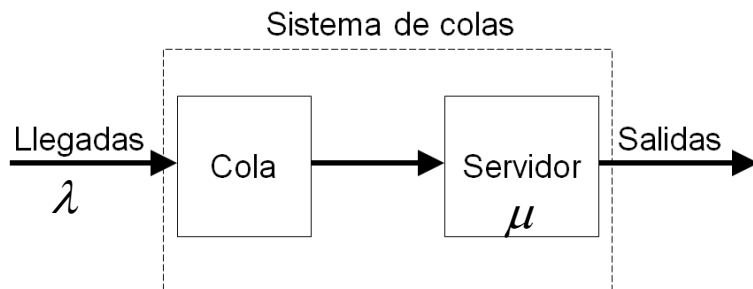 Sistema de colas
Llegadas
λ
Cola
Servidor
μ
Salidas